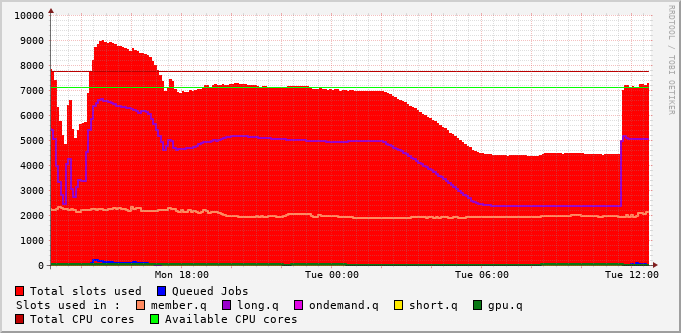 10000
9000
8000
7000
6000
5000
4000
3000
2000
1000
0
Mon 18:00 Tue 00:00 Tue 06:00 Tue 12:00
RRDTOOL / TOBI OETIKER
Total slots used Queued Jobs
Slots used in : member.q long.q ondemand.q short.q gpu.q
Total CPU cores Available CPU cores